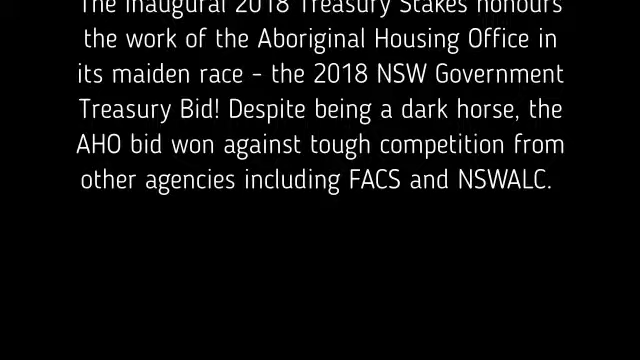 The Inaugural 2018 Treasury Stakes honours
the work of the Aboriginal Housing Office in
its maiden race - the 2018 NSW Government
Treasury Bid! Despite being a dark horse, the
AHO bid won against tough competition from
other agencies including FACS and NSWALC.